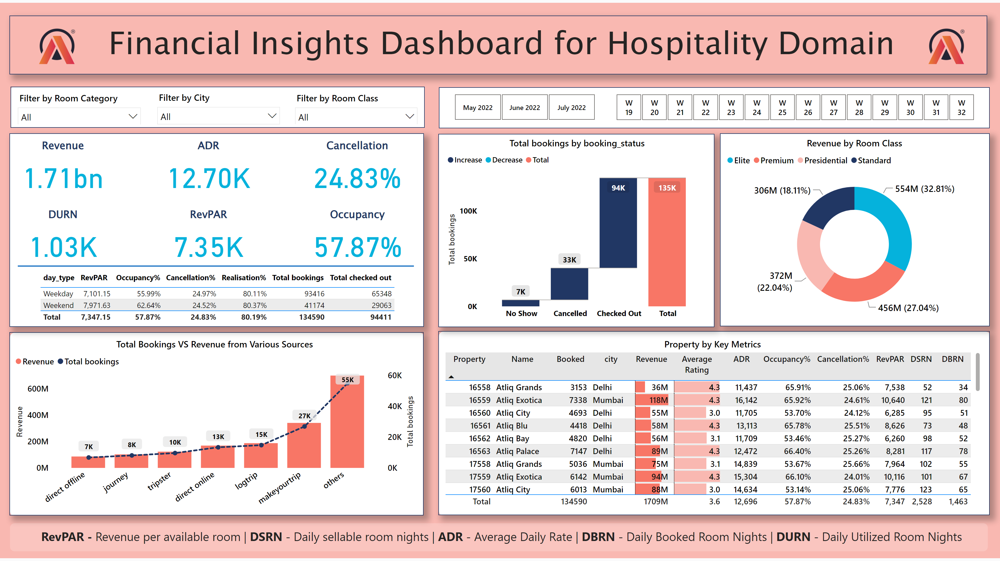 Financial Insights Dashboard for Hospitality Domain
®
®
Filter by Room Category
All
Filter by City
All
Filter by Room Class
All
May 2022 June 2022 July 2022
W 19 W 20 W 21 W 22 W 23 W 24 W 25 W 26 W 27 W 28 W 29 W 30 W 31 W 32
Revenue ADR Cancellation
1.71bn 12.70K 24.83%
DURN RevPAR Occupancy
1.03K 7.35K 57.87%
day_type RevPAR Occupancy% Cancellation% Realisation% Total bookings Total checked out
Weekday 7,101.15 55.99% 24.97% 80.11% 93416 65348
Weekend 7,971.63 62.64% 24.52% 80.37% 41174 29063
Total 7,347.15 57.87% 24.83% 80.19% 134590 94411
Total bookings by booking_status
Increase Decrease Total
Total bookings
100K
50K
0K
7K
33K
94K
135K
No Show Cancelled Checked Out Total
Revenue by Room Class
Elite Premium Presidential Standard
306M (18.11%)
554M (32.81%)
372M
(22.04%)
456M (27.04%)
Total Bookings VS Revenue from Various Sources
Revenue Total bookings
Revenue
600M
400M
200M
0M
7K
8K
10K
13K
15K
27K
55K
60K
40K
20K
0K
Total bookings
direct offline
journey
tripster
direct online
logtrip
makeyourtrip
others
Property by Key Metrics
Property Name Booked city Revenue Average Rating ADR Occupancy% Cancellation% RevPAR DSRN DBRN
16558 Atliq Grands 3153 Delhi 36M 4.3 11,437 65.91% 25.06% 7,538 52 34
16559 Atliq Exotica 7338 Mumbai 118M 4.3 16,142 65.92% 24.61% 10,640 121 80
16560 Atliq City 4693 Delhi 55M 3.0 11,705 53.70% 24.12% 6,285 95 51
16561 Atliq Blu 4418 Delhi 58M 4.3 13,113 65.78% 25.51% 8,626 73 48
16562 Atliq Bay 4820 Delhi 56M 3.1 11,709 53.46% 25.27% 6,260 98 52
16563 Atliq Palace 7147 Delhi 89M 4.3 12,472 66.40% 25.26% 8,281 117 78
17558 Atliq Grands 5036 Mumbai 75M 3.1 14,839 53.67% 25.66% 7,964 102 55
17559 Atliq Exotica 6142 Mumbai 94M 4.3 15,304 66.10% 24.01% 10,116 101 67
17560 Atliq City 6013 Mumbai 88M 3.0 14,634 53.14% 25.06% 7,776 123 65
Total 134590 1709M 3.6 12,696 57.87% 24.83% 7,347 2,528 1,463
RevPAR - Revenue per available room | DSRN - Daily sellable room nights | ADR - Average Daily Rate | DBRN - Daily Booked Room Nights | DURN - Daily Utilized Room Nights